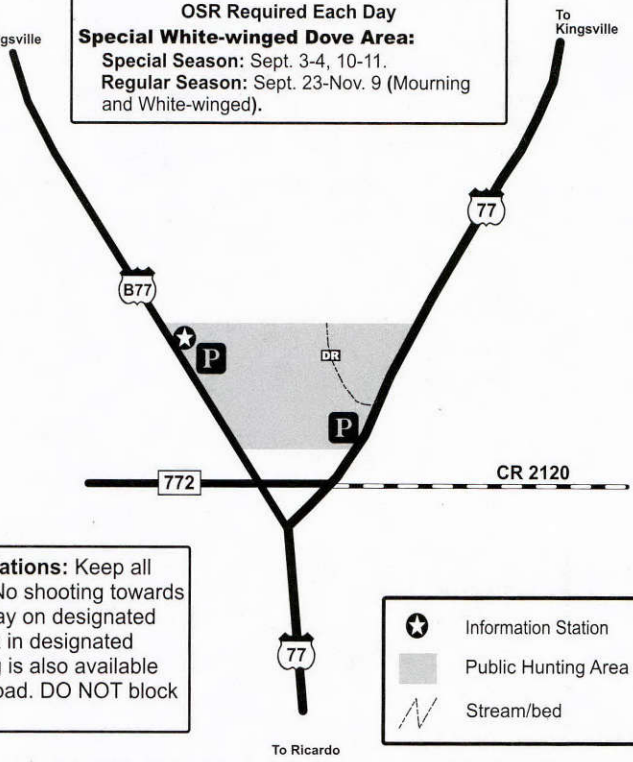 OSR Required Each Day
Special White-winged Dove Area:
Special Season: Sept. 3-4, 10-11.
Regular Season: Sept. 23-Nov. 9 (Mourning
and White-winged).
gsville
To
Kingsville
77
B77
P
DR
P
772
CR 2120
ations: Keep all
No shooting towards
ay on designated
in designated
g is also available
oad. DO NOT block
77
Information Station
Public Hunting Area
Stream/bed
To Ricardo